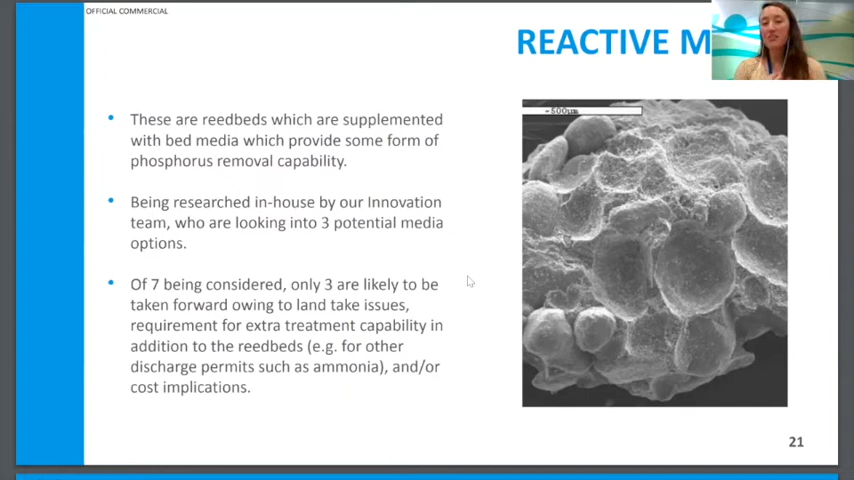 OFFICIAL COMMERCIAL
REACTIVE M
• These are reedbeds which are supplemented
with bed media which provide some form of
phosphorus removal capability.
• Being researched in-house by our Innovation
team, who are looking into 3 potential media
options.
• Of 7 being considered, only 3 are likely to be
taken forward owing to land take issues,
requirement for extra treatment capability in
addition to the reedbeds (e.g. for other
discharge permits such as ammonia), and/or
cost implications.
500µm
21